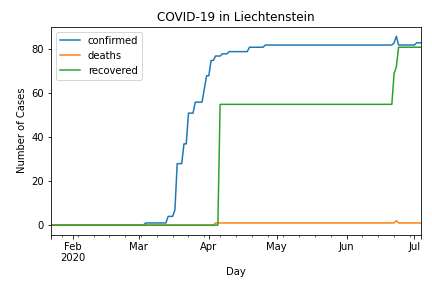 COVID-19 in Liechtenstein
confirmed
deaths
recovered
Number of Cases
80
60
40
20
0
Feb
2020
Mar
Apr
May
Jun
Jul
Day